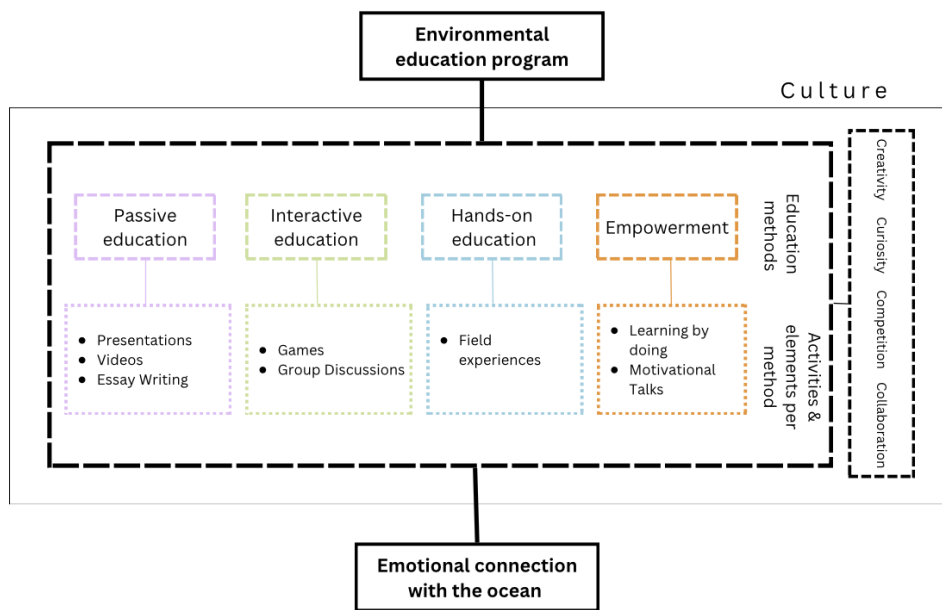 Environmental
education program
Culture
Passive
education
Interactive
education
Hands-on
education
Empowerment
Education
methods
Presentations
Videos
Essay Writing
Games
Group Discussions
Field
experiences
Learning by
doing
Motivational
Talks
Activities &
elements per
method
Creativity
Curiosity
Competition
Collaboration
Emotional connection
with the ocean